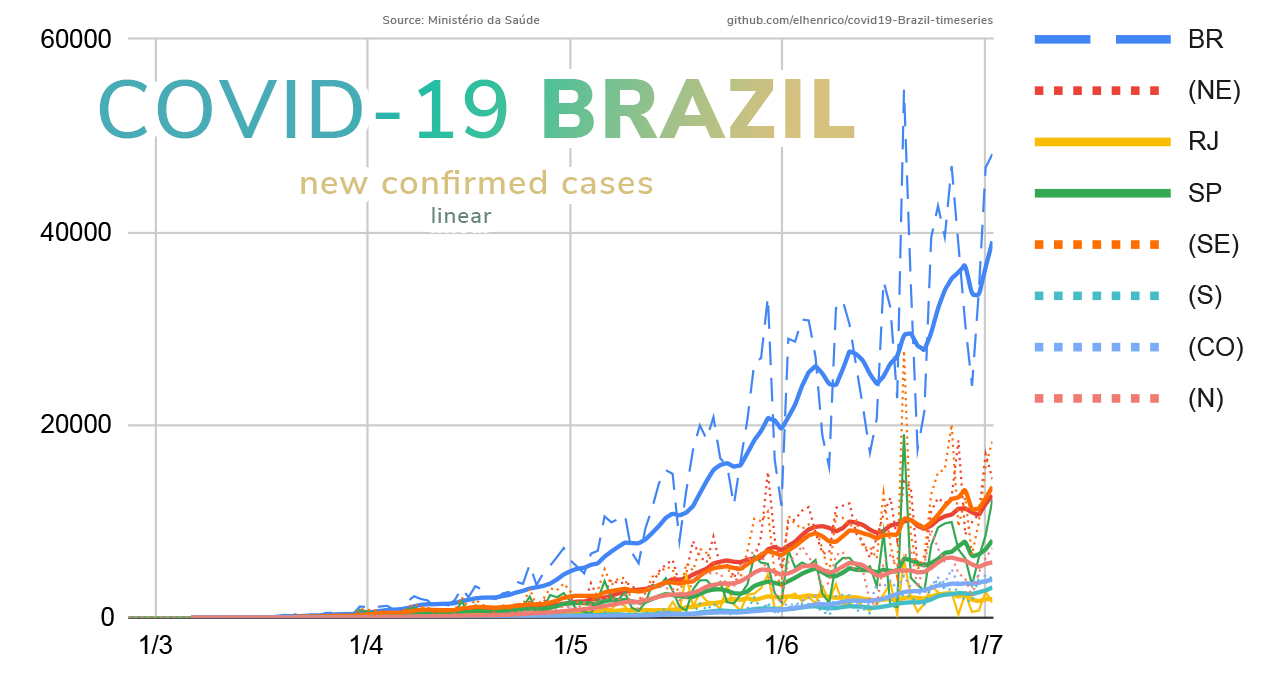 Source: Ministério da Saúde
github.com/elhenrico/covid19-Brazil-timeseries
COVID-19 BRAZIL
new confirmed cases
linear
60000
40000
20000
0
1/3
1/4
1/5
1/6
1/7
BR
(NE)
RJ
SP
(SE)
(S)
(CO)
(N)